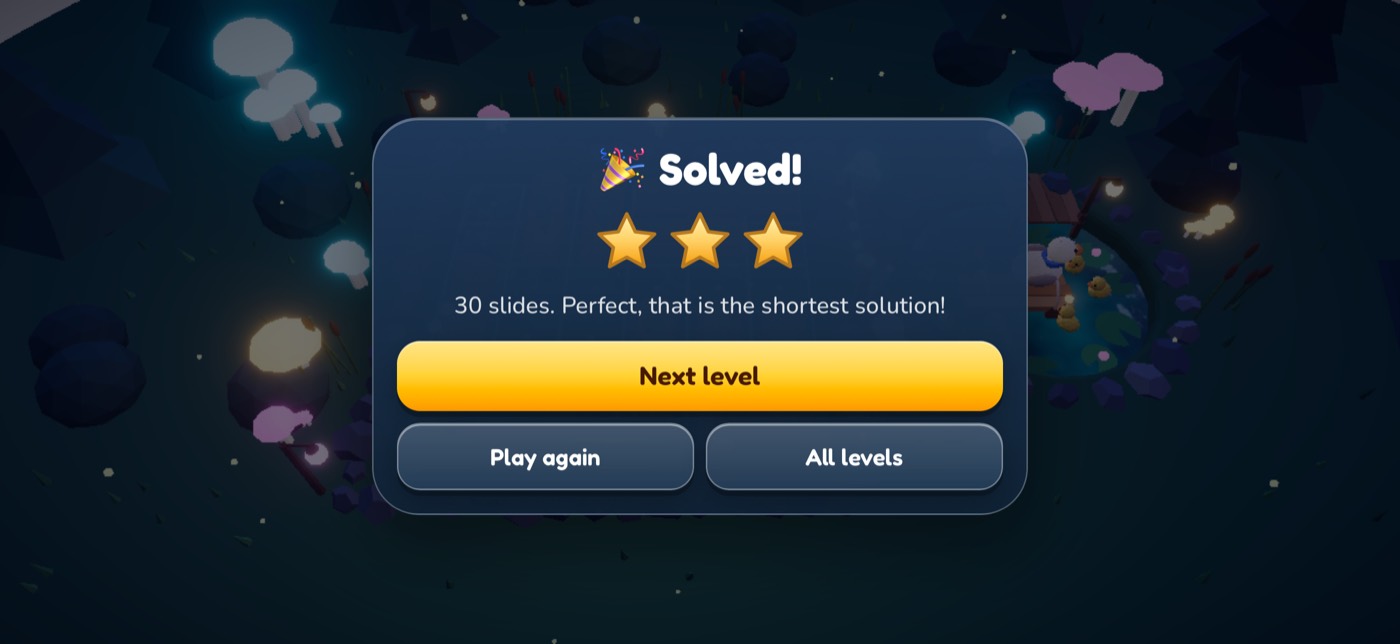 Solved!
30 slides. Perfect, that is the shortest solution!
Next level
Play again
All levels